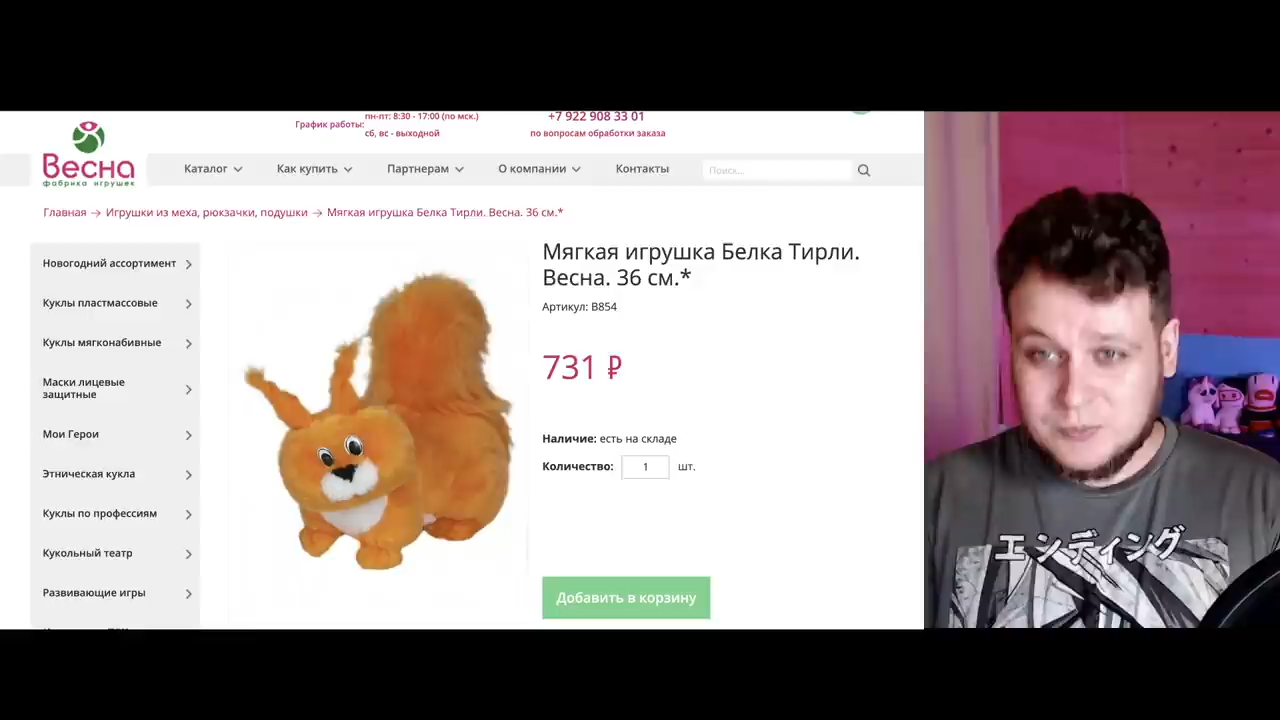 График работы:
пн-пт: 8:30 - 17:00 (по мск.)
сб, вс - выходной
+7 922 908 33 01
по вопросам обработки заказа
Весна
фабрика игрушек
Каталог
Как купить
Партнерам
О компании
Контакты
Поиск...
Главная → Игрушки из меха, рюкзачки, подушки → Мягкая игрушка Белка Тирли. Весна. 36 см.*
Новогодний ассортимент
Куклы пластмассовые
Куклы мягконабивные
Маски лицевые
защитные
Мои Герои
Этническая кукла
Куклы по профессиям
Кукольный театр
Развивающие игры
Мягкая игрушка Белка Тирли.
Весна. 36 см.*
Артикул: В854
731 ₽
Наличие: есть на складе
Количество: 1 шт.
Добавить в корзину
エンディング